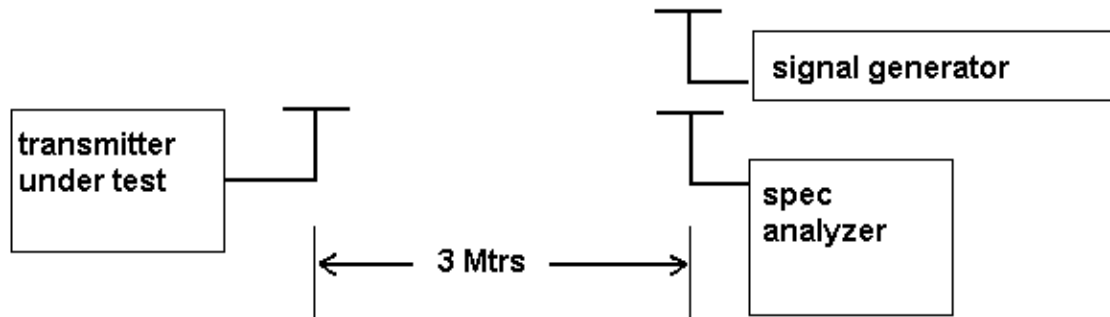 signal generator
transmitter
under test
spec
analyzer
3 Mtrs